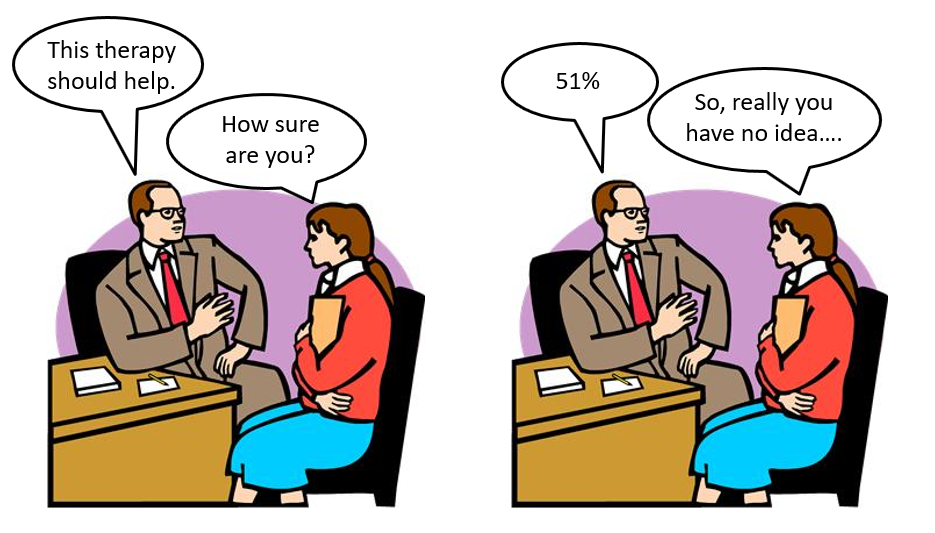 This therapy
should help.
How sure
are you?
51%
So, really you
have no idea....